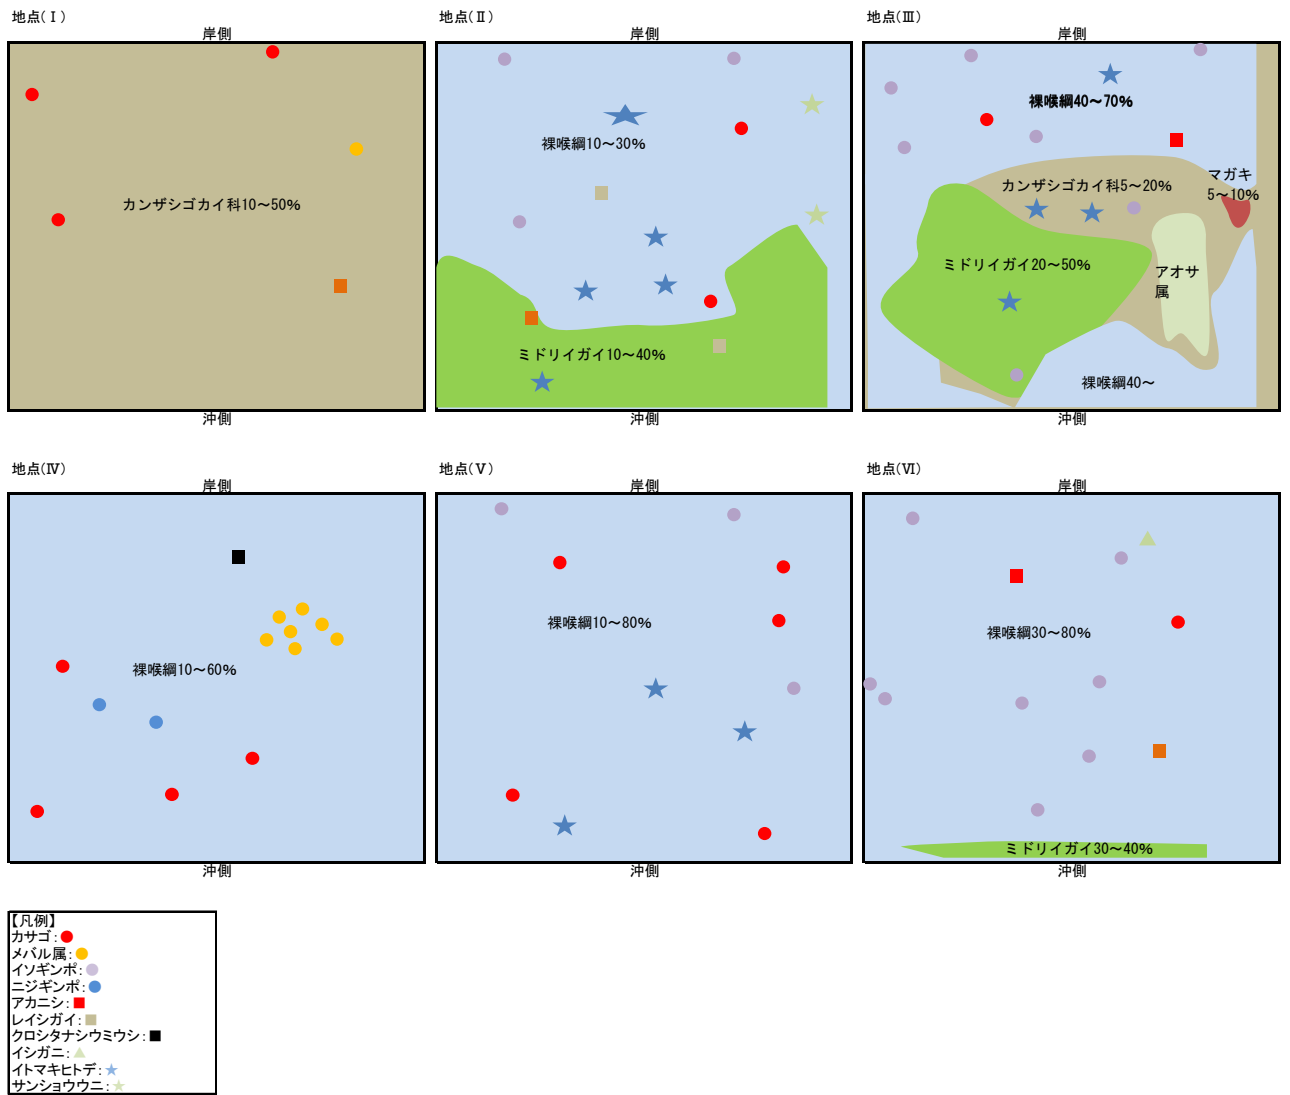 地点(Ⅰ)
岸側
カンザシゴカイ科10～50%
沖側
地点(Ⅱ)
岸側
裸喉綱10～30%
ミドリイガイ10～40%
沖側
地点(Ⅲ)
岸側
裸喉綱40～70%
カンザシゴカイ科5～20%
マガキ
5～10%
ミドリイガイ20～50%
アオサ
属
裸喉綱40～
沖側
地点(Ⅳ)
岸側
裸喉綱10～60%
沖側
地点(Ⅴ)
岸側
裸喉綱10～80%
沖側
地点(Ⅵ)
岸側
裸喉綱30～80%
ミドリイガイ30～40%
沖側
【凡例】
カサゴ：
メバル属：
イソギンポ：
ニジギンポ：
アカニシ：
レイシガイ：
クロシタナシウミウシ：
イシガニ：
イトマキヒトデ：
サンショウウニ：